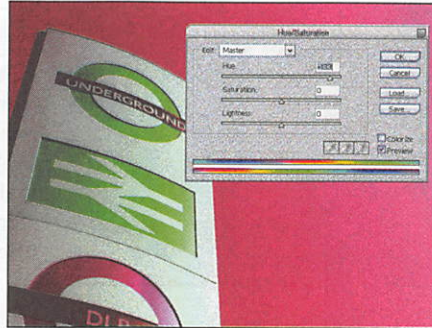 Hue/Saturation
Edit: Master
OK
Hue:
Cancel
Saturation: 0
Load...
Save...
Lightness: 0
Colorize
Preview
UNDERGROUND
DLR